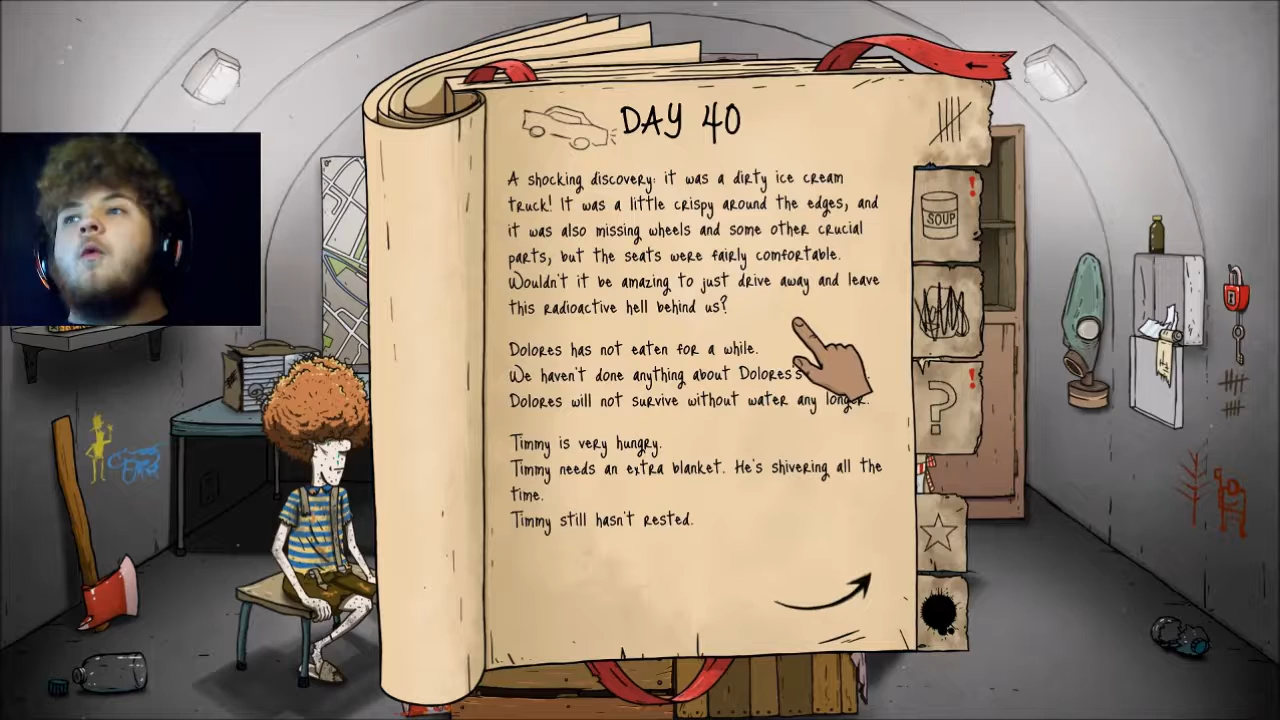 DAY 40
A shocking discovery: it was a dirty ice cream
truck! It was a little crispy around the edges, and
it was also missing wheels and some other crucial
parts, but the seats were fairly comfortable.
Wouldn't it be amazing to just drive away and leave
this radioactive hell behind us?
Dolores has not eaten for a while.
We haven't done anything about Dolores's
Dolores will not survive without water any longer.
Timmy is very hungry.
Timmy needs an extra blanket. He's shivering all the
time.
Timmy still hasn't rested.
SOUP
!
?
!